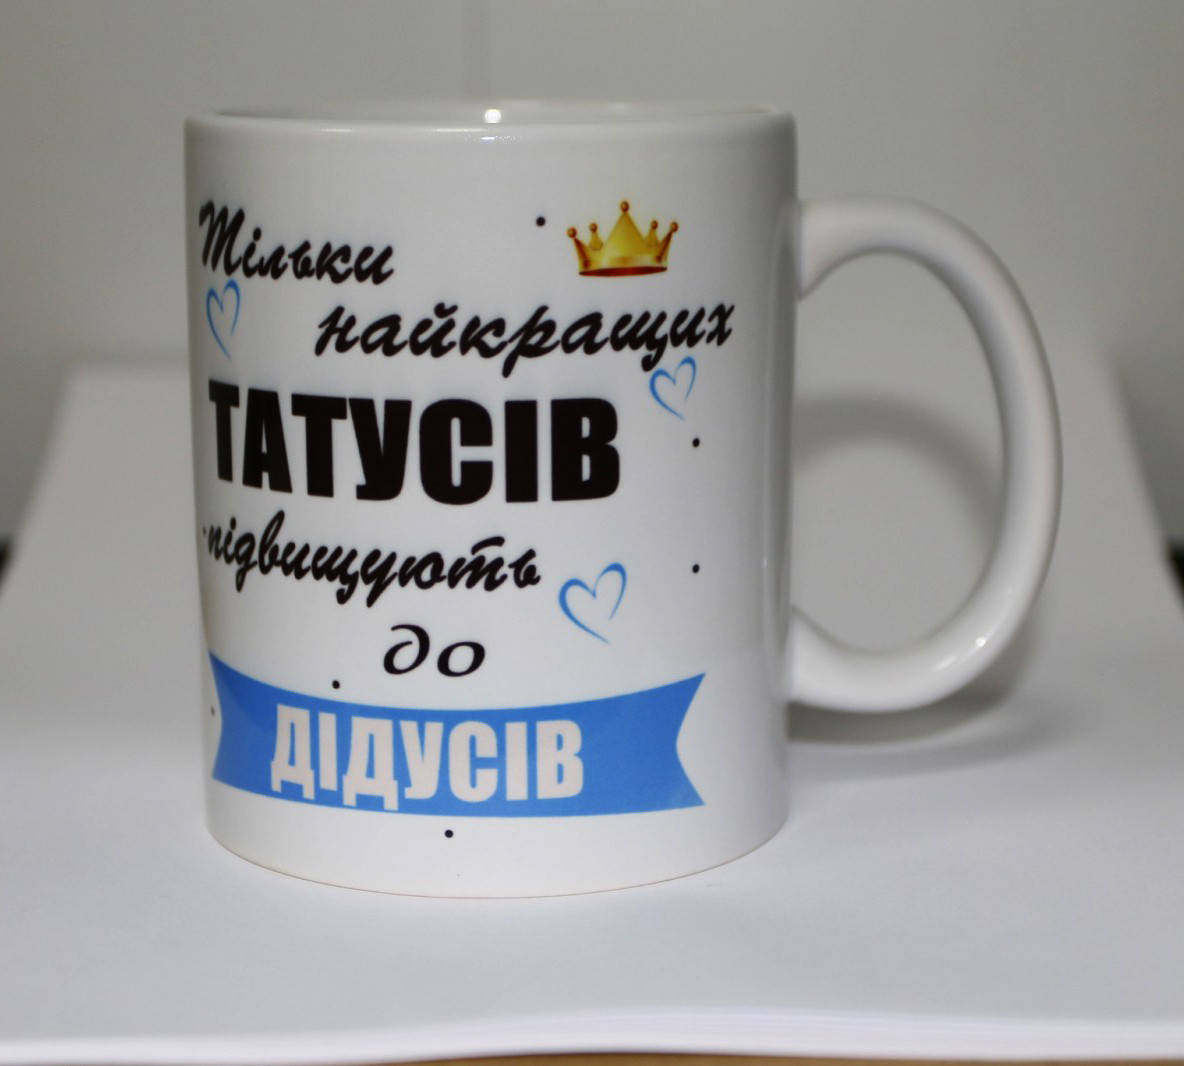 Тільки
найкращих
ТАТУСІВ
підвищують
до
ДІДУСІВ